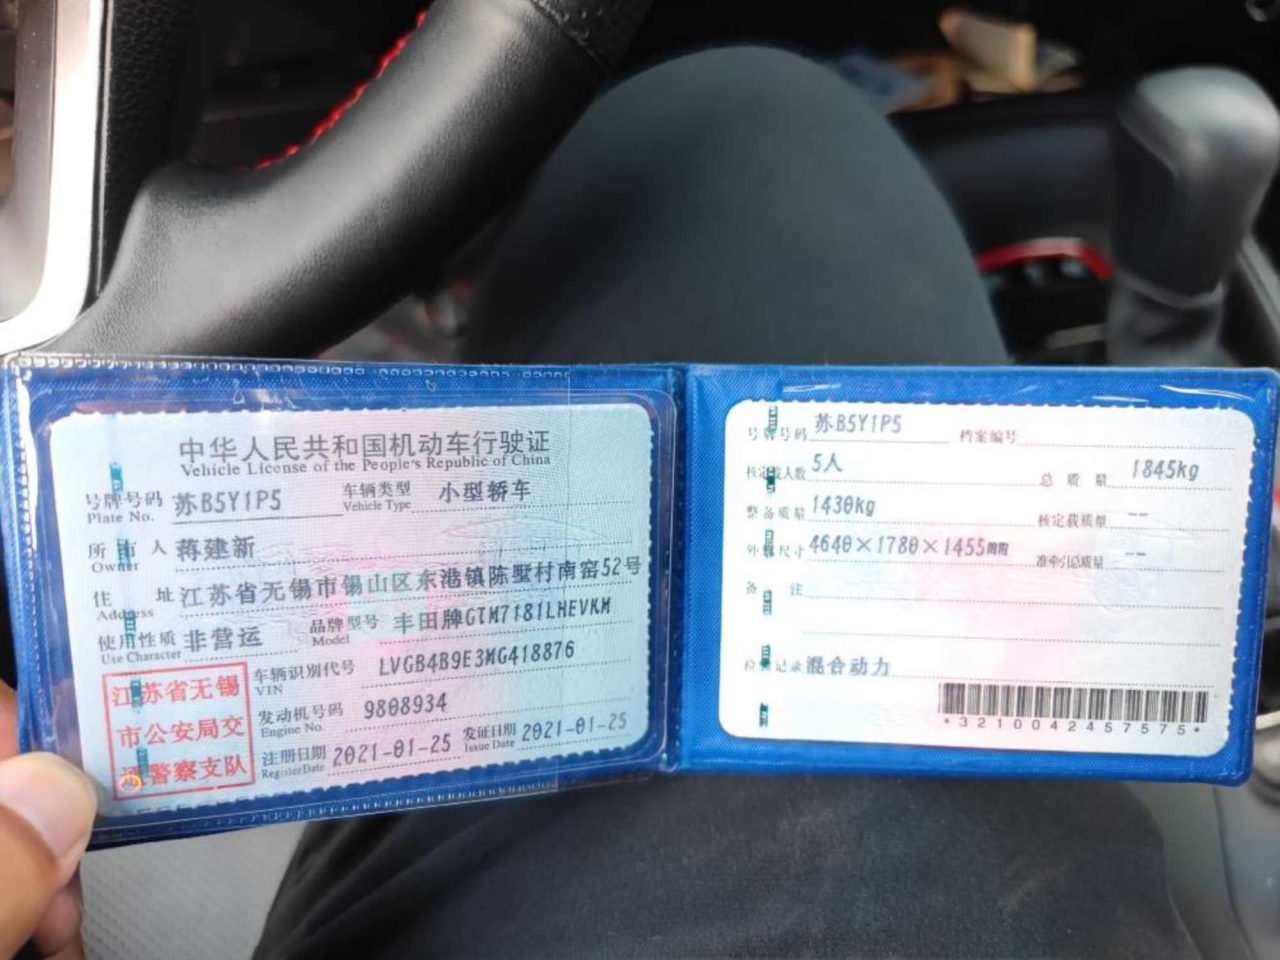 中华人民共和国机动车行驶证
Vehicle License of the People's Republic of China
号牌号码 苏B5Y1P5 车辆类型 小型轿车
Plate No. Vehicle Type
所有人 蒋建新
Owner
住址 江苏省无锡市锡山区东港镇陈墅村南窑52号
Address
使用性质 非营运 品牌型号 丰田牌GTM7181LHEVKM
Use Character Model
江苏省无锡
市公安局交
通警察支队
车辆识别代号 LVGB4B9E3MG418876
VIN
发动机号码 9808934
Engine No.
注册日期 2021-01-25 发证日期 2021-01-25
Register Date Issue Date
号牌号码 苏B5Y1P5 档案编号
核定载人数 5人 总质量 1845kg
整备质量 1430kg 核定载质量 --
外廓尺寸 4640×1780×1455mm 准牵引总质量 --
备注
检验记录 混合动力
*3210042457575*